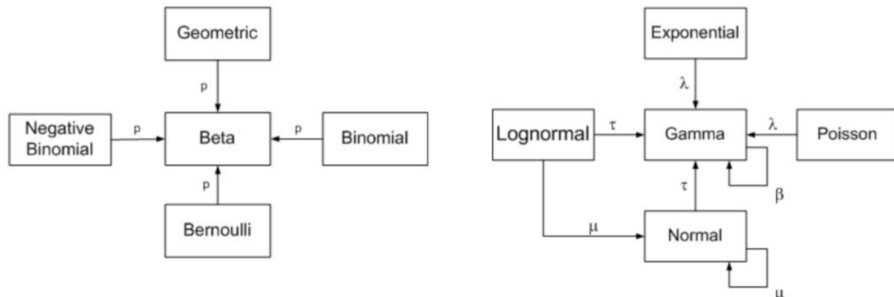 Geometric
p
Negative
Binomial
p
Beta
p
Binomial
p
Bernoulli
Exponential
λ
Lognormal
τ
Gamma
λ
Poisson
β
τ
μ
Normal
μ